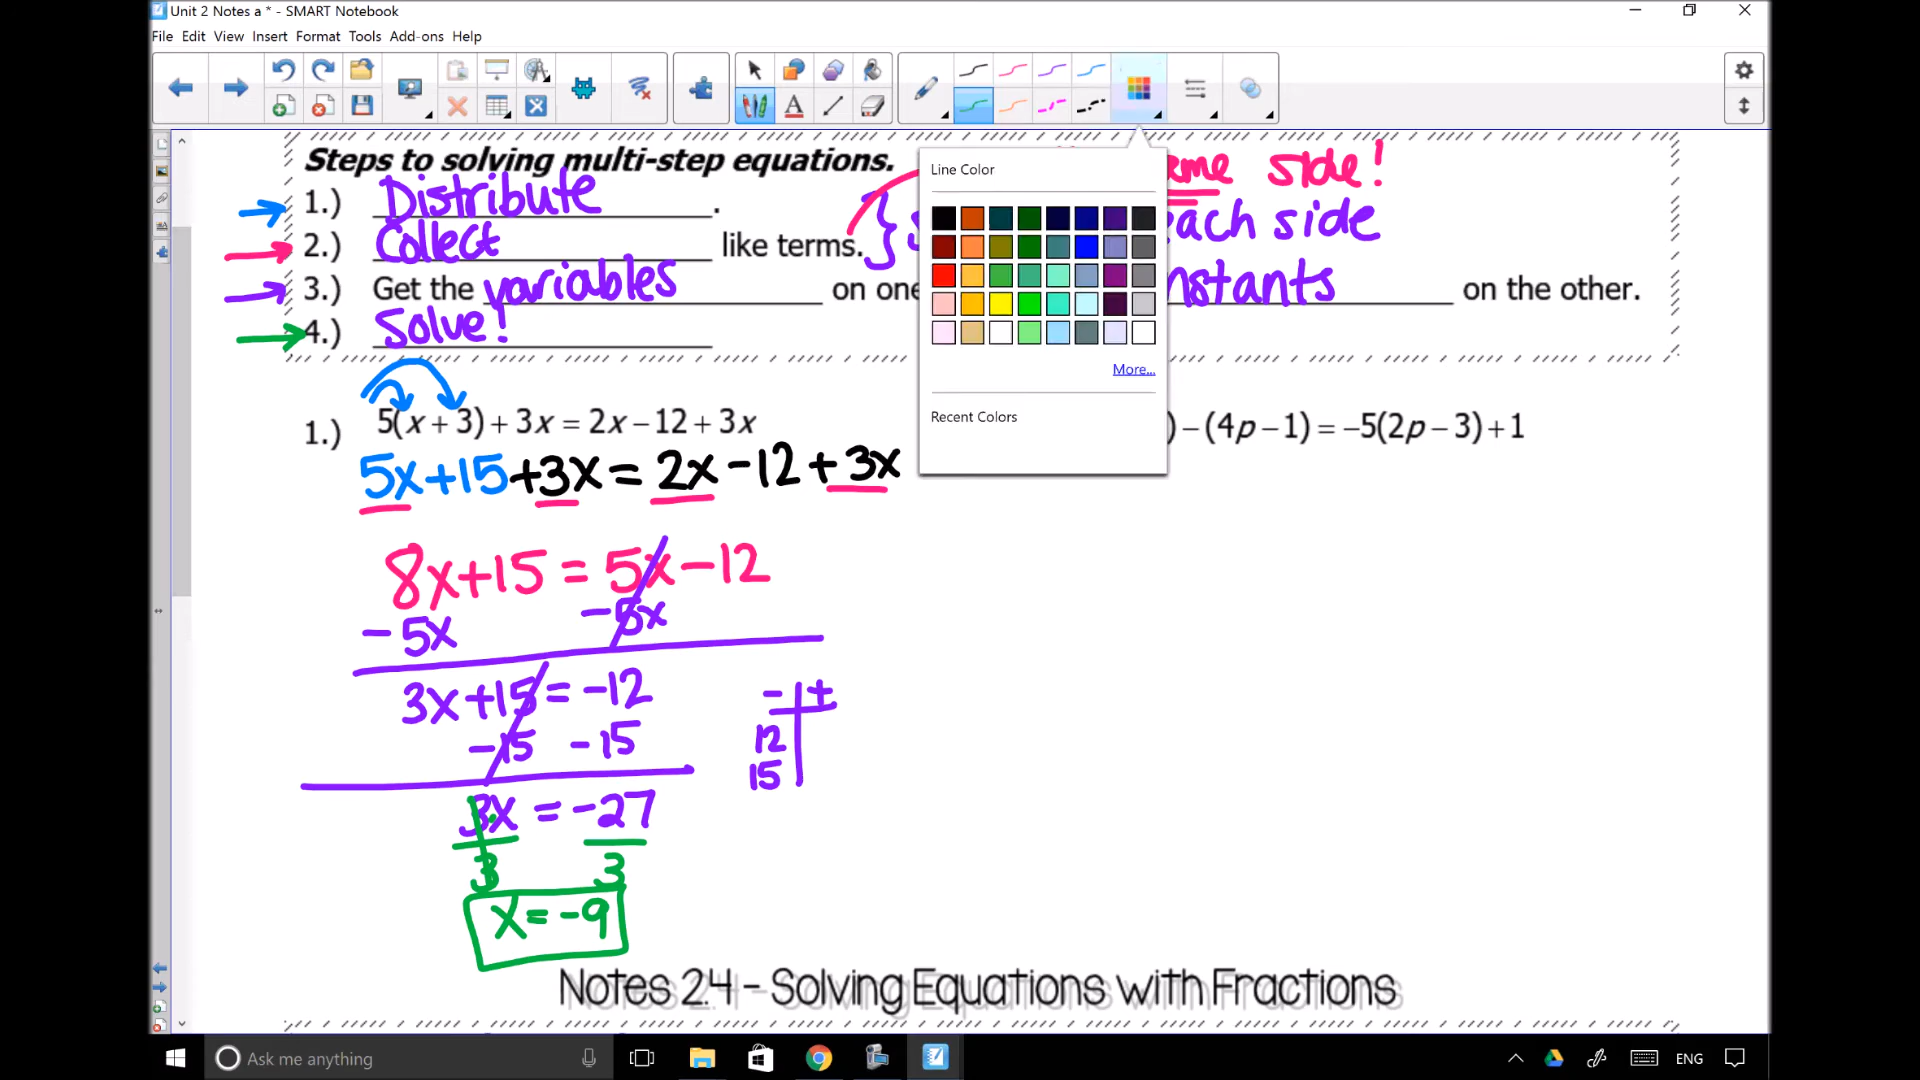 Unit 2 Notes a * - SMART Notebook
File Edit View Insert Format Tools Add-ons Help
Steps to solving multi-step equations.
side!
1.) Distribute.
each side
2.) Collect like terms. }
3.) Get the variables on one
on the other.
4.) Solve!
Line Color
More...
Recent Colors
1.) 5(x + 3) + 3x = 2x − 12 + 3x
) − (4p − 1) = −5(2p − 3) + 1
5x+15+3x = 2x -12 + 3x
8x+15 = 5x-12
-5x -5x
3x+15 = -12
-15 -15
- +
12
15
3x = -27
3 3
x = -9
Notes 2.4 - Solving Equations with Fractions
Ask me anything
ENG